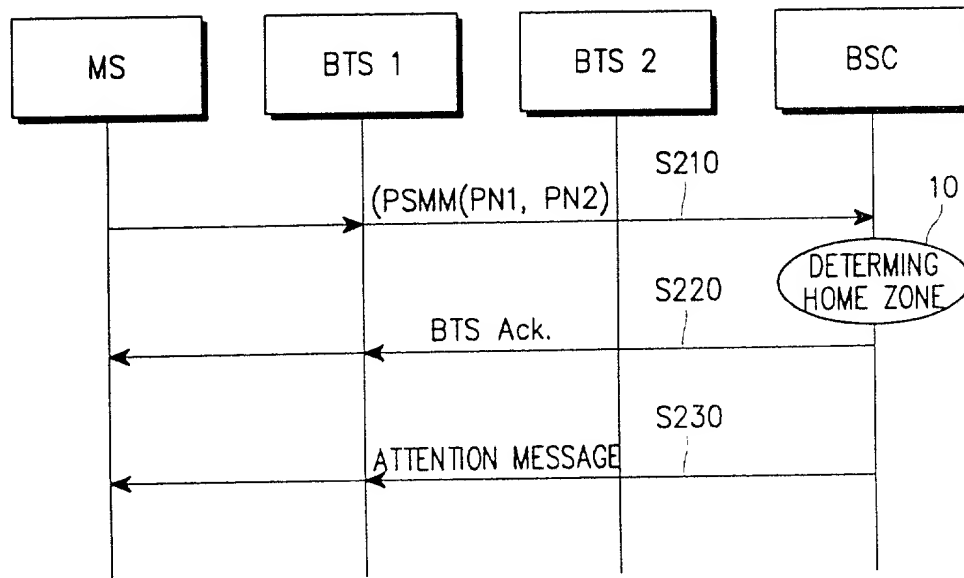 MS
BTS 1
BTS 2
BSC
S210
10
(PSMM(PN1, PN2)
DETERMING
HOME ZONE
S220
BTS Ack.
S230
ATTENTION MESSAGE